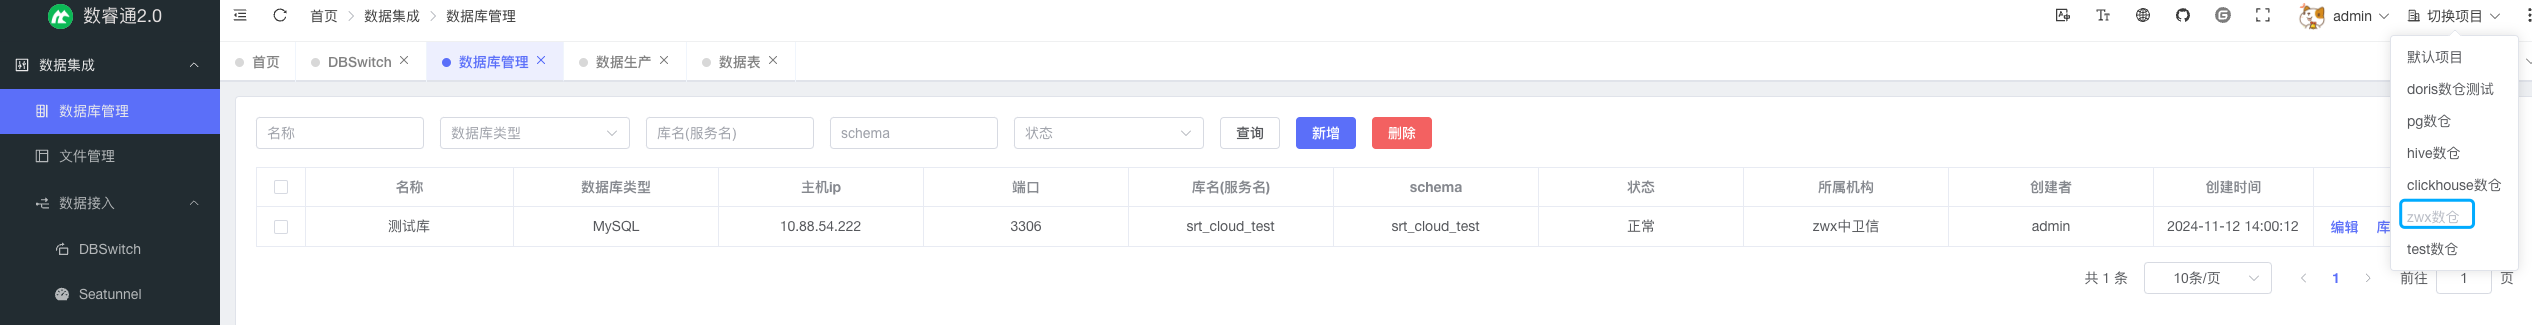 数睿通2.0
首页 数据集成 数据库管理
admin 切换项目
数据集成
数据库管理
文件管理
数据接入
DBSwitch
Seatunnel
首页 DBSwitch 数据库管理 数据生产 数据表
名称 数据库类型 库名(服务名) schema 状态 查询 新增 删除
名称 数据库类型 主机ip 端口 库名(服务名) schema 状态 所属机构 创建者 创建时间
测试库 MySQL 10.88.54.222 3306 srt_cloud_test srt_cloud_test 正常 zwx中卫信 admin 2024-11-12 14:00:12 编辑 库
共 1 条 10条/页 1 前往 1 页
默认项目
doris数仓测试
pg数仓
hive数仓
clickhouse数仓
zwx数仓
test数仓